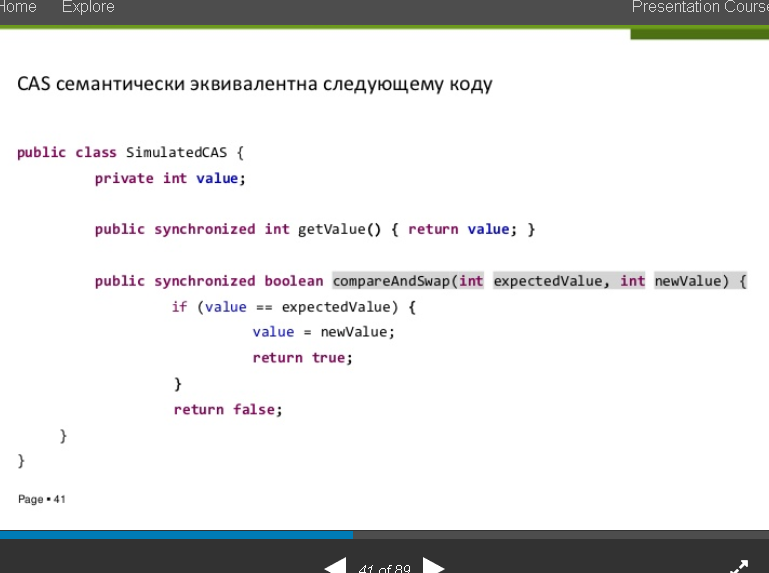 Home Explore Presentation Course
CAS семантически эквивалентна следующему коду
public class SimulatedCAS {
private int value;
public synchronized int getValue() { return value; }
public synchronized boolean compareAndSwap(int expectedValue, int newValue) {
if (value == expectedValue) {
value = newValue;
return true;
}
return false;
}
}
Page ▪ 41
41 of 89